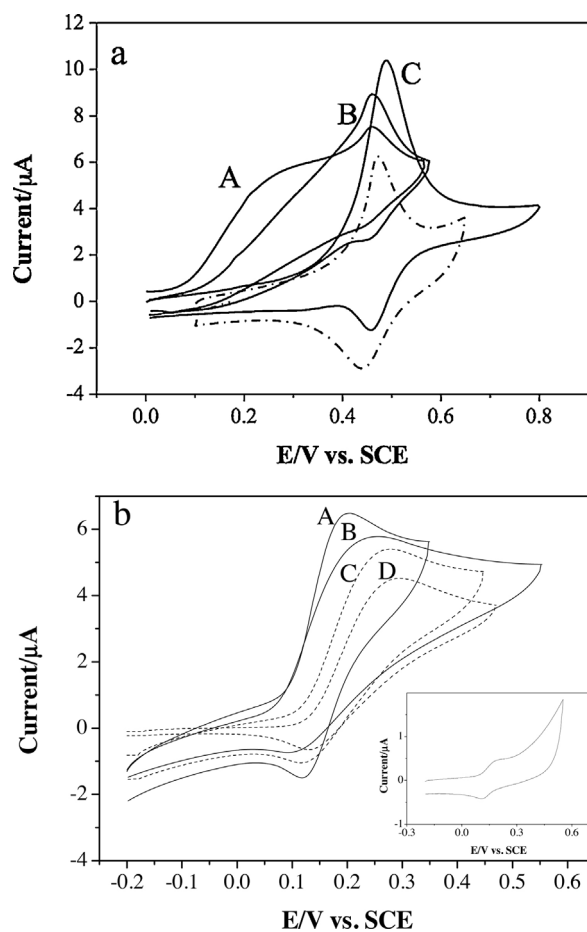 a
12
10
8
6
4
2
0
-2
-4
Current/μA
A
B
C
0.0 0.2 0.4 0.6 0.8
E/V vs. SCE
b
6
4
2
0
-2
-4
Current/μA
A
B
C D
1
0
-1
Current/μA
-0.3 0.0 0.3 0.6
E/V vs. SCE
-0.2 -0.1 0.0 0.1 0.2 0.3 0.4 0.5 0.6
E/V vs. SCE